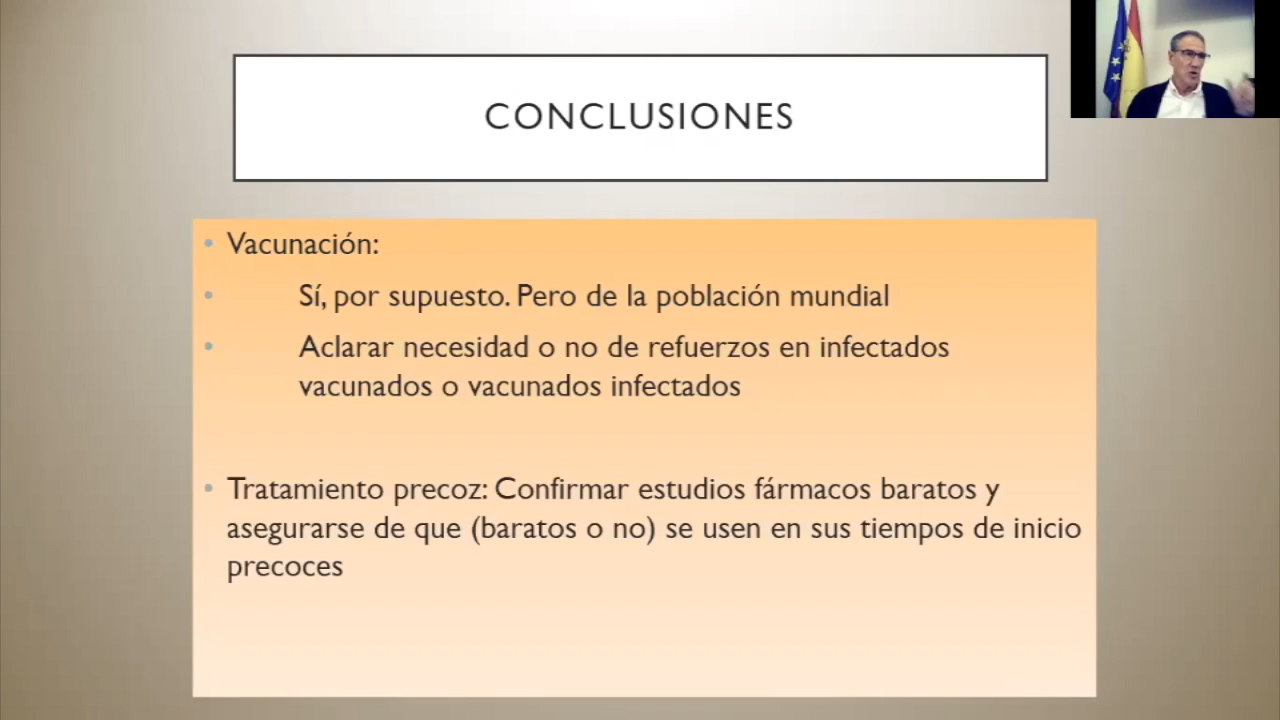 CONCLUSIONES
• Vacunación:
• Sí, por supuesto. Pero de la población mundial
• Aclarar necesidad o no de refuerzos en infectados
vacunados o vacunados infectados
• Tratamiento precoz: Confirmar estudios fármacos baratos y
asegurarse de que (baratos o no) se usen en sus tiempos de inicio
precoces